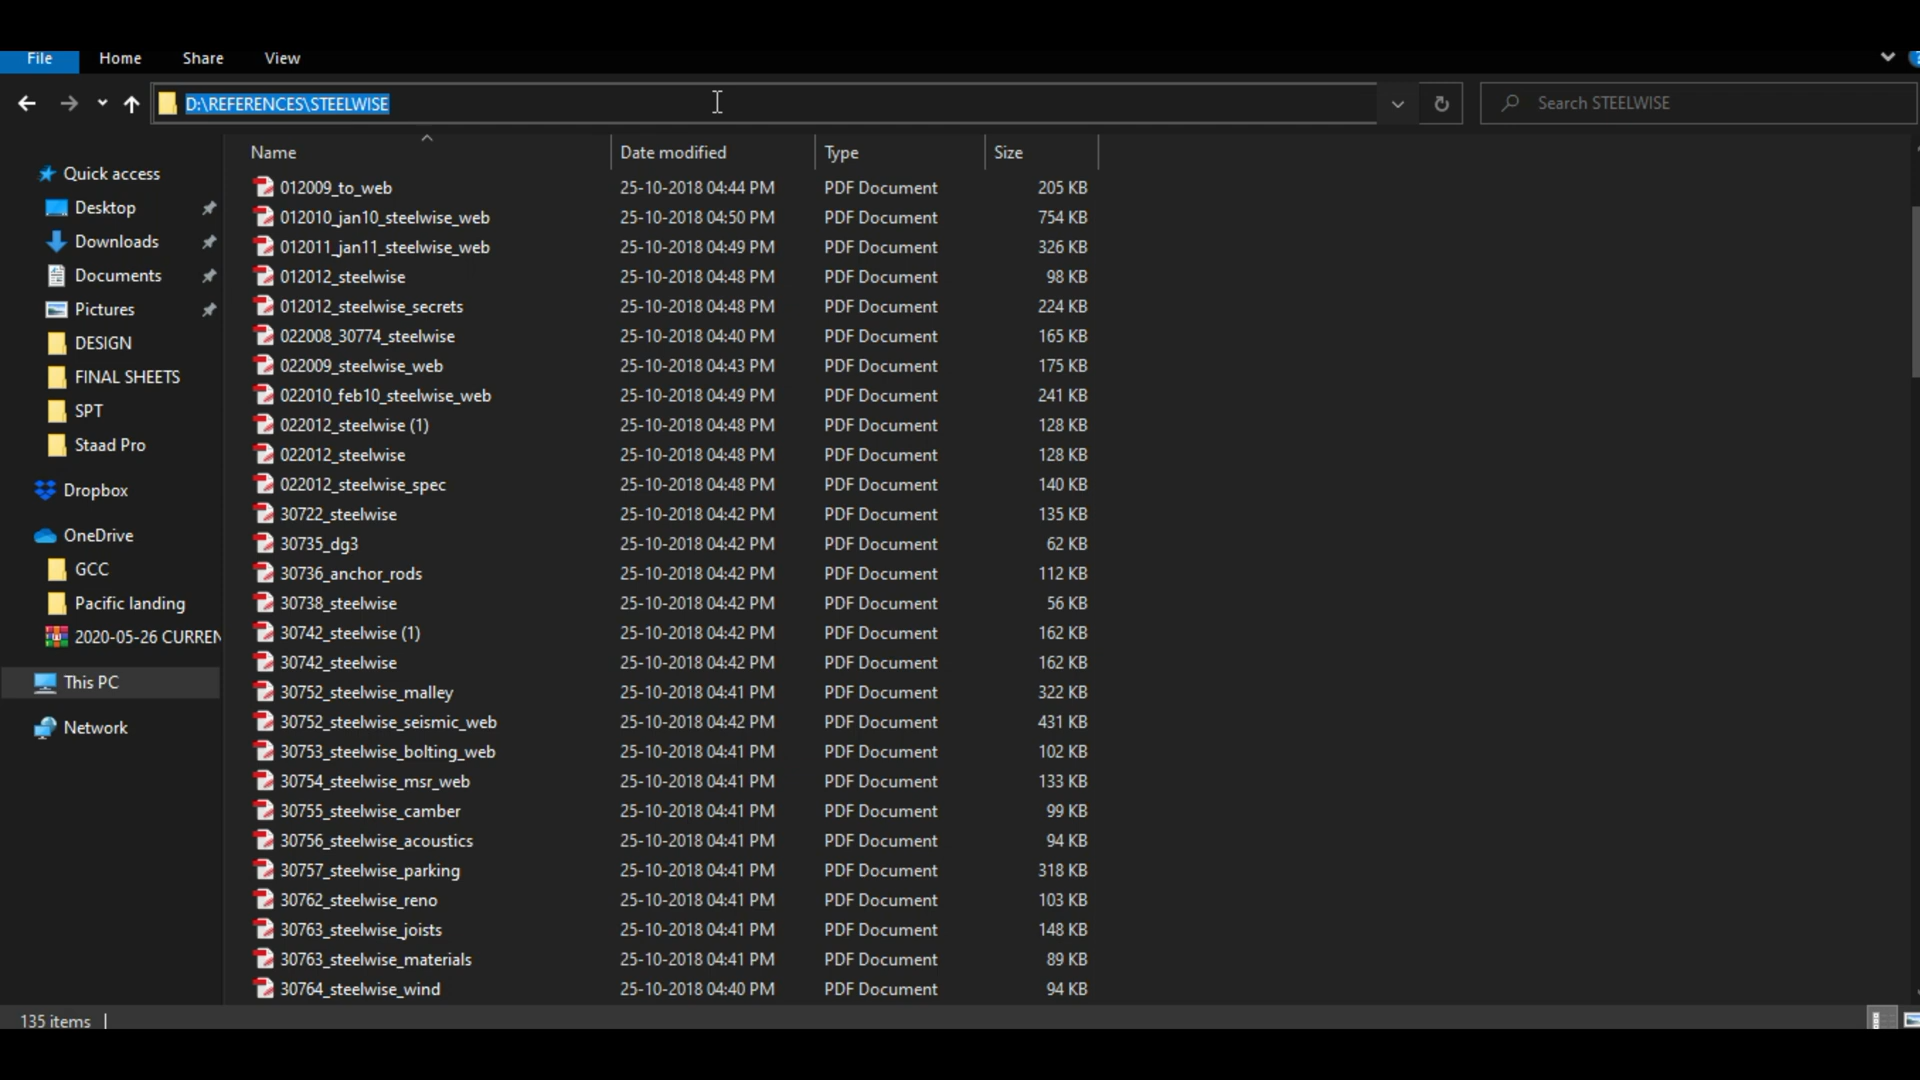 File Home Share View
D:\REFERENCES\STEELWISE Search STEELWISE
Name Date modified Type Size
Quick access
Desktop
Downloads
Documents
Pictures
DESIGN
FINAL SHEETS
SPT
Staad Pro
Dropbox
OneDrive
GCC
Pacific landing
2020-05-26 CURREN
This PC
Network
012009_to_web 25-10-2018 04:44 PM PDF Document 205 KB
012010_jan10_steelwise_web 25-10-2018 04:50 PM PDF Document 754 KB
012011_jan11_steelwise_web 25-10-2018 04:49 PM PDF Document 326 KB
012012_steelwise 25-10-2018 04:48 PM PDF Document 98 KB
012012_steelwise_secrets 25-10-2018 04:48 PM PDF Document 224 KB
022008_30774_steelwise 25-10-2018 04:40 PM PDF Document 165 KB
022009_steelwise_web 25-10-2018 04:43 PM PDF Document 175 KB
022010_feb10_steelwise_web 25-10-2018 04:49 PM PDF Document 241 KB
022012_steelwise (1) 25-10-2018 04:48 PM PDF Document 128 KB
022012_steelwise 25-10-2018 04:48 PM PDF Document 128 KB
022012_steelwise_spec 25-10-2018 04:48 PM PDF Document 140 KB
30722_steelwise 25-10-2018 04:42 PM PDF Document 135 KB
30735_dg3 25-10-2018 04:42 PM PDF Document 62 KB
30736_anchor_rods 25-10-2018 04:42 PM PDF Document 112 KB
30738_steelwise 25-10-2018 04:42 PM PDF Document 56 KB
30742_steelwise (1) 25-10-2018 04:42 PM PDF Document 162 KB
30742_steelwise 25-10-2018 04:42 PM PDF Document 162 KB
30752_steelwise_malley 25-10-2018 04:41 PM PDF Document 322 KB
30752_steelwise_seismic_web 25-10-2018 04:42 PM PDF Document 431 KB
30753_steelwise_bolting_web 25-10-2018 04:41 PM PDF Document 102 KB
30754_steelwise_msr_web 25-10-2018 04:41 PM PDF Document 133 KB
30755_steelwise_camber 25-10-2018 04:41 PM PDF Document 99 KB
30756_steelwise_acoustics 25-10-2018 04:41 PM PDF Document 94 KB
30757_steelwise_parking 25-10-2018 04:41 PM PDF Document 318 KB
30762_steelwise_reno 25-10-2018 04:41 PM PDF Document 103 KB
30763_steelwise_joists 25-10-2018 04:41 PM PDF Document 148 KB
30763_steelwise_materials 25-10-2018 04:41 PM PDF Document 89 KB
30764_steelwise_wind 25-10-2018 04:40 PM PDF Document 94 KB
135 items